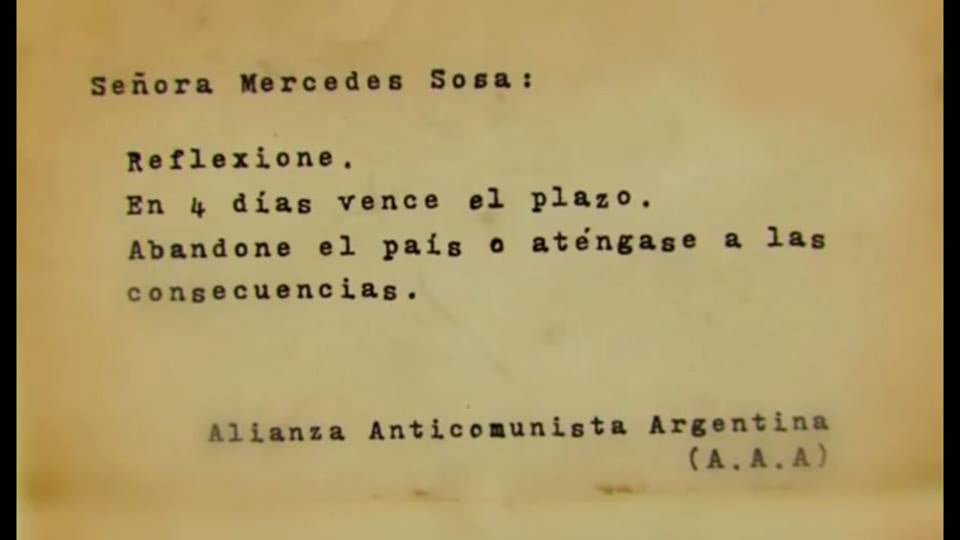 Señora Mercedes Sosa:
Reflexione.
En 4 días vence el plazo.
Abandone el país o aténgase a las
consecuencias.
Alianza Anticomunista Argentina
(A.A.A)